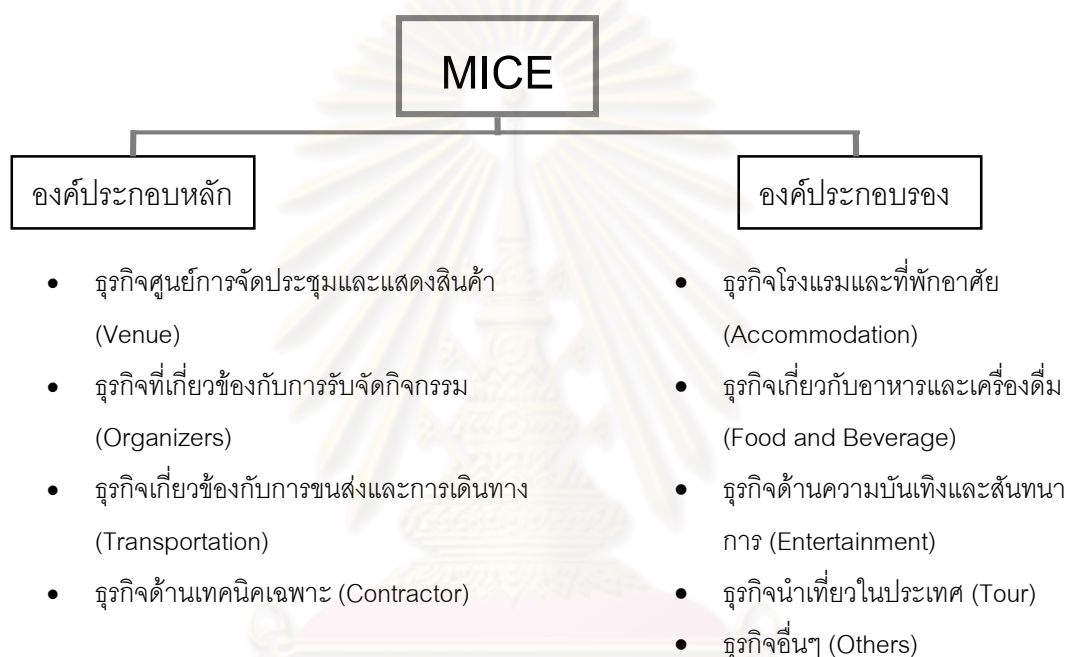 MICE
องค์ประกอบหลัก
ธุรกิจศูนย์การจัดประชุมและแสดงสินค้า
(Venue)
ธุรกิจที่เกี่ยวข้องกับการรับจัดกิจกรรม
(Organizers)
ธุรกิจเกี่ยวข้องกับการขนส่งและการเดินทาง
(Transportation)
ธุรกิจด้านเทคนิคเฉพาะ (Contractor)
องค์ประกอบรอง
ธุรกิจโรงแรมและที่พักอาศัย
(Accommodation)
ธุรกิจเกี่ยวกับอาหารและเครื่องดื่ม
(Food and Beverage)
ธุรกิจด้านความบันเทิงและสันทนา
การ (Entertainment)
ธุรกิจนำเที่ยวในประเทศ (Tour)
ธุรกิจอื่นๆ (Others)